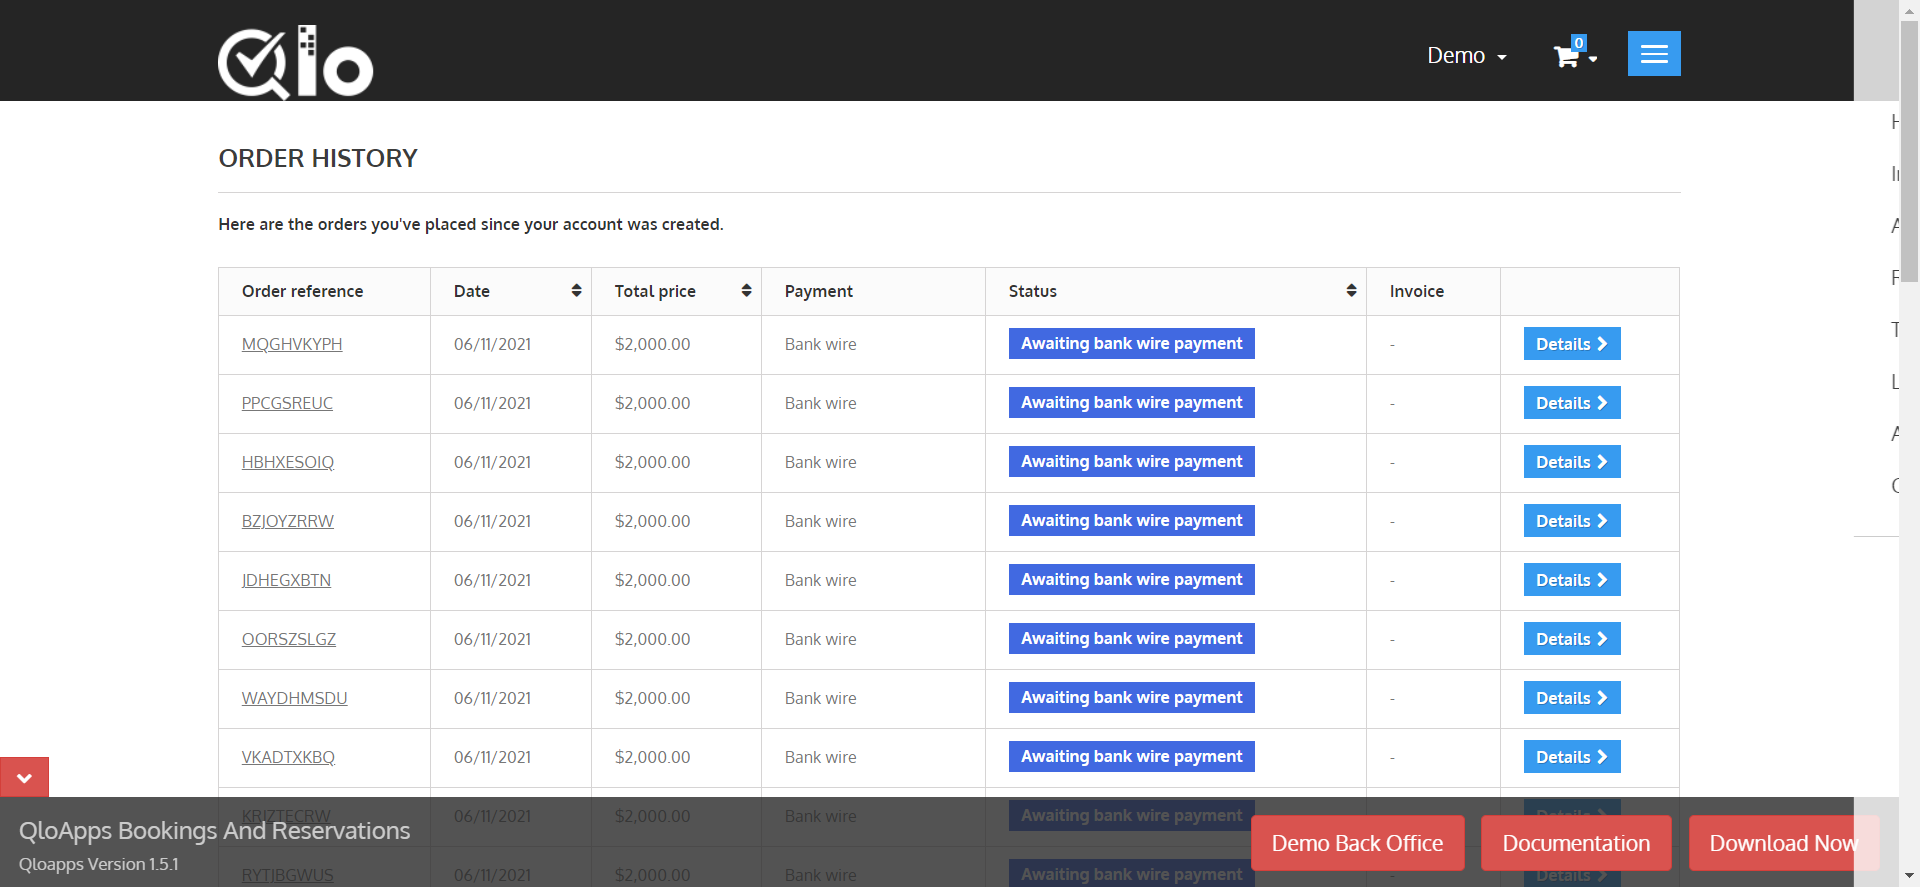 Qlo
Demo
0
ORDER HISTORY
Here are the orders you've placed since your account was created.
Order reference Date Total price Payment Status Invoice
MQGHVKYPH 06/11/2021 $2,000.00 Bank wire Awaiting bank wire payment - Details
PPCGSREUC 06/11/2021 $2,000.00 Bank wire Awaiting bank wire payment - Details
HBHXESOIQ 06/11/2021 $2,000.00 Bank wire Awaiting bank wire payment - Details
BZJOYZRRW 06/11/2021 $2,000.00 Bank wire Awaiting bank wire payment - Details
JDHEGXBTN 06/11/2021 $2,000.00 Bank wire Awaiting bank wire payment - Details
OORSZSLGZ 06/11/2021 $2,000.00 Bank wire Awaiting bank wire payment - Details
WAYDHMSDU 06/11/2021 $2,000.00 Bank wire Awaiting bank wire payment - Details
VKADTXKBQ 06/11/2021 $2,000.00 Bank wire Awaiting bank wire payment - Details
06/11/2021 $2,000.00 Bank wire Awaiting bank wire payment - Details
RYTJBGWUS 06/11/2021 $2,000.00 Bank wire Awaiting bank wire payment - Details
QloApps Bookings And Reservations
Qloapps Version 1.5.1
Demo Back Office
Documentation
Download Now